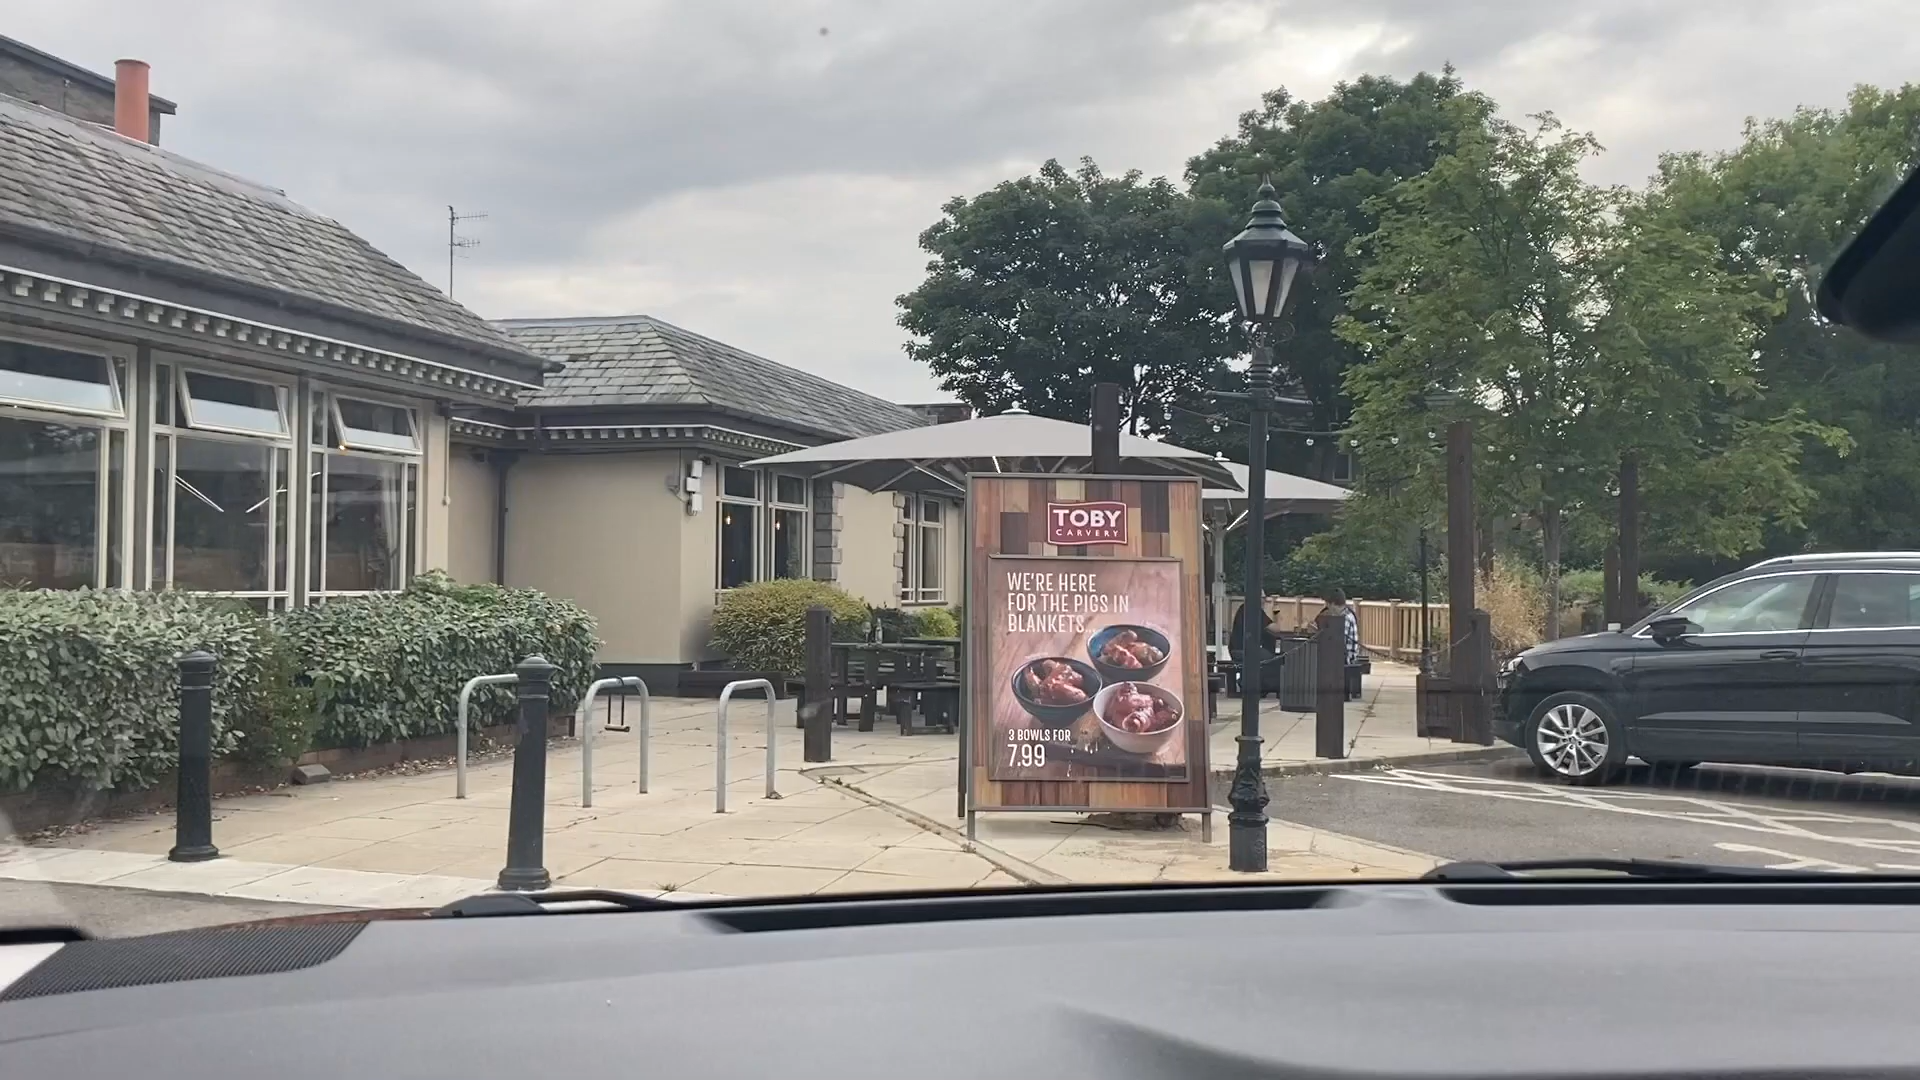 TOBY
CARVERY
WE'RE HERE
FOR THE PIGS IN
BLANKETS...
3 BOWLS FOR
7.99